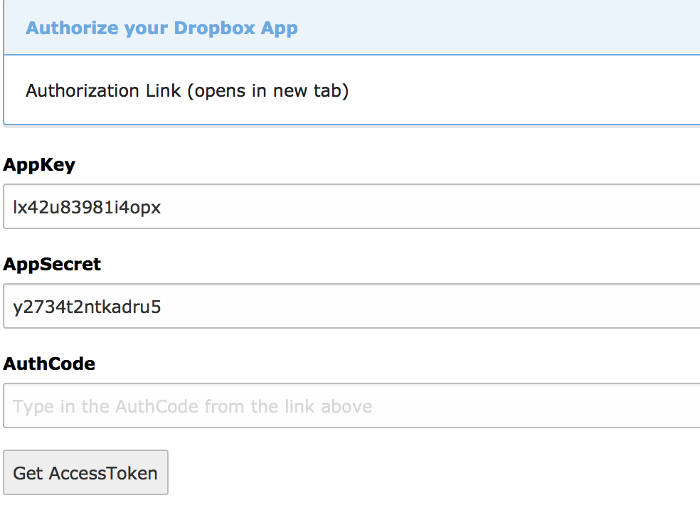 Authorize your Dropbox App
Authorization Link (opens in new tab)
AppKey
lx42u83981i4opx
AppSecret
y2734t2ntkadru5
AuthCode
Type in the AuthCode from the link above
Get AccessToken